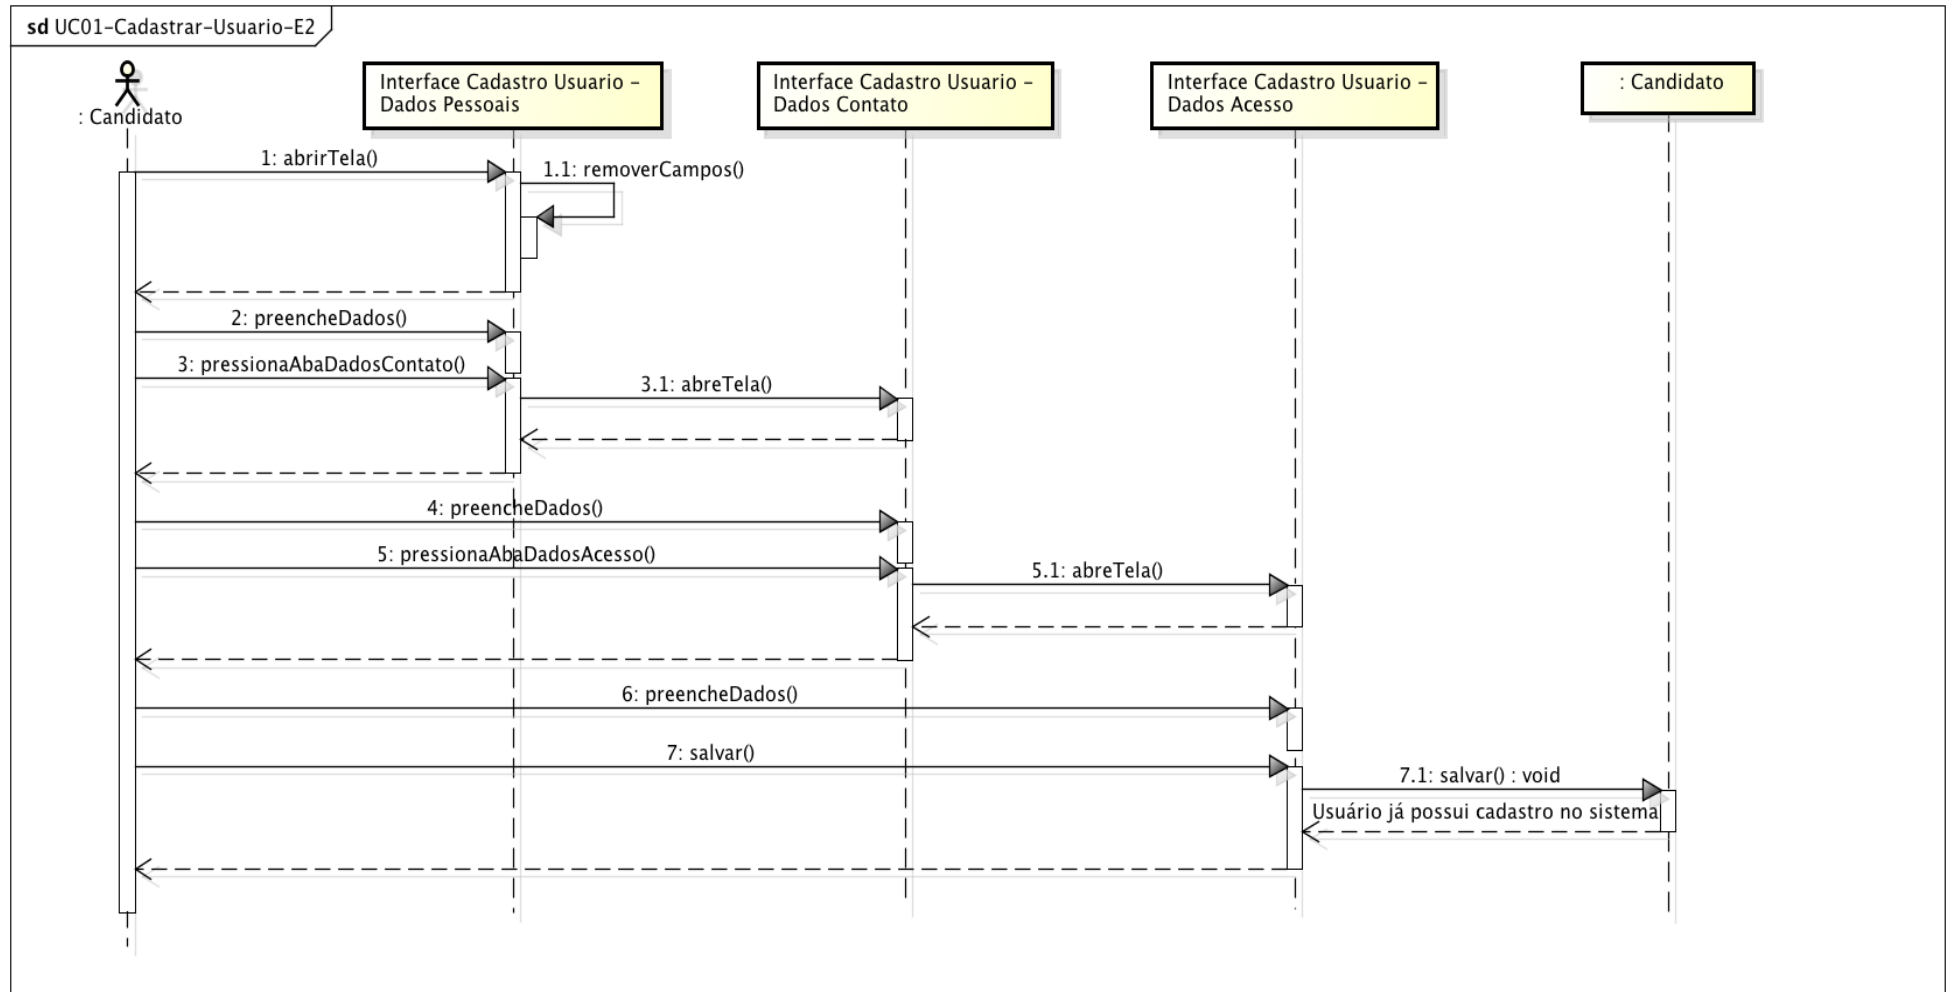 sd UC01-Cadastrar-Usuario-E2
: Candidato
Interface Cadastro Usuario -
Dados Pessoais
Interface Cadastro Usuario -
Dados Contato
Interface Cadastro Usuario -
Dados Acesso
: Candidato
1: abrirTela()
1.1: removerCampos()
2: preencheDados()
3: pressionaAbaDadosContato()
3.1: abreTela()
4: preencheDados()
5: pressionaAbaDadosAcesso()
5.1: abreTela()
6: preencheDados()
7: salvar()
7.1: salvar() : void
Usuário já possui cadastro no sistema